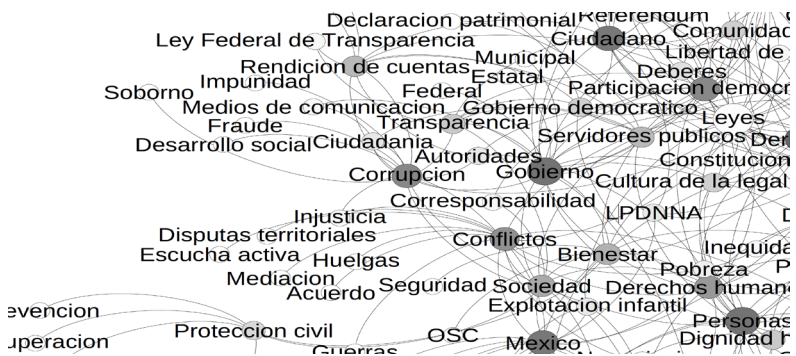 Declaracion patrimonial
Referendum
Ley Federal de Transparencia
Ciudadano
Comunidad
Municipal
Libertad de
Rendicion de cuentas
Estatal
Deberes
Impunidad
Soborno
Federal
Participacion democr
Medios de comunicacion
Gobierno democratico
Leyes
Fraude
Transparencia
Desarrollo social
Ciudadania
Servidores publicos
Der
Autoridades
Constitucion
Corrupcion
Gobierno
Cultura de la legal
Corresponsabilidad
Injusticia
LPDNNA
Disputas territoriales
Conflictos
Escucha activa
Huelgas
Bienestar
Inequida
Mediacion
Pobreza
Acuerdo
Seguridad
Sociedad
Derechos humano
Explotacion infantil
evencion
Proteccion civil
Personas
uperacion
OSC
Mexico
Dignidad h
Guerras